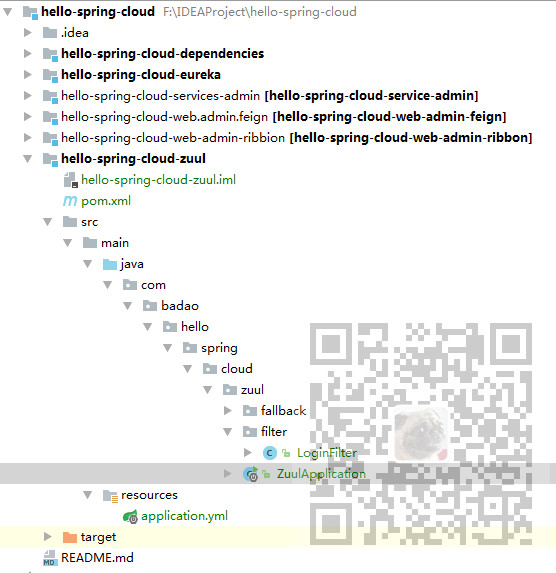 hello-spring-cloud F:\IDEAProject\hello-spring-cloud
.idea
hello-spring-cloud-dependencies
hello-spring-cloud-eureka
hello-spring-cloud-services-admin [hello-spring-cloud-service-admin]
hello-spring-cloud-web.admin.feign [hello-spring-cloud-web-admin-feign]
hello-spring-cloud-web-admin-ribbion [hello-spring-cloud-web-admin-ribbon]
hello-spring-cloud-zuul
hello-spring-cloud-zuul.iml
pom.xml
src
main
java
com
badao
hello
spring
cloud
zuul
fallback
filter
LoginFilter
ZuulApplication
resources
application.yml
target
README.md